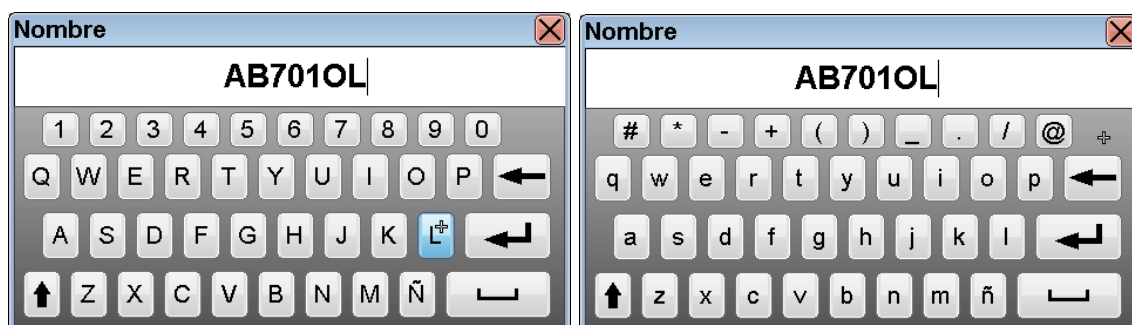 Nombre
AB701OL
1 2 3 4 5 6 7 8 9 0
Q W E R T Y U I O P
A S D F G H J K L
Z X C V B N M Ñ
Nombre
AB701OL
# * - + ( ) _ . / @
q w e r t y u i o p
a s d f g h j k l
z x c v b n m ñ